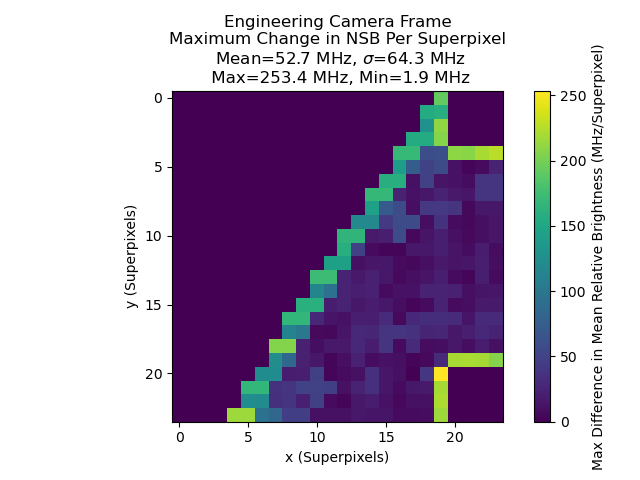 Engineering Camera Frame
Maximum Change in NSB Per Superpixel
Mean=52.7 MHz, σ=64.3 MHz
Max=253.4 MHz, Min=1.9 MHz
0
5
10
15
20
y (Superpixels)
0
5
10
15
20
x (Superpixels)
250
200
150
100
50
0
Max Difference in Mean Relative Brightness (MHz/Superpixel)